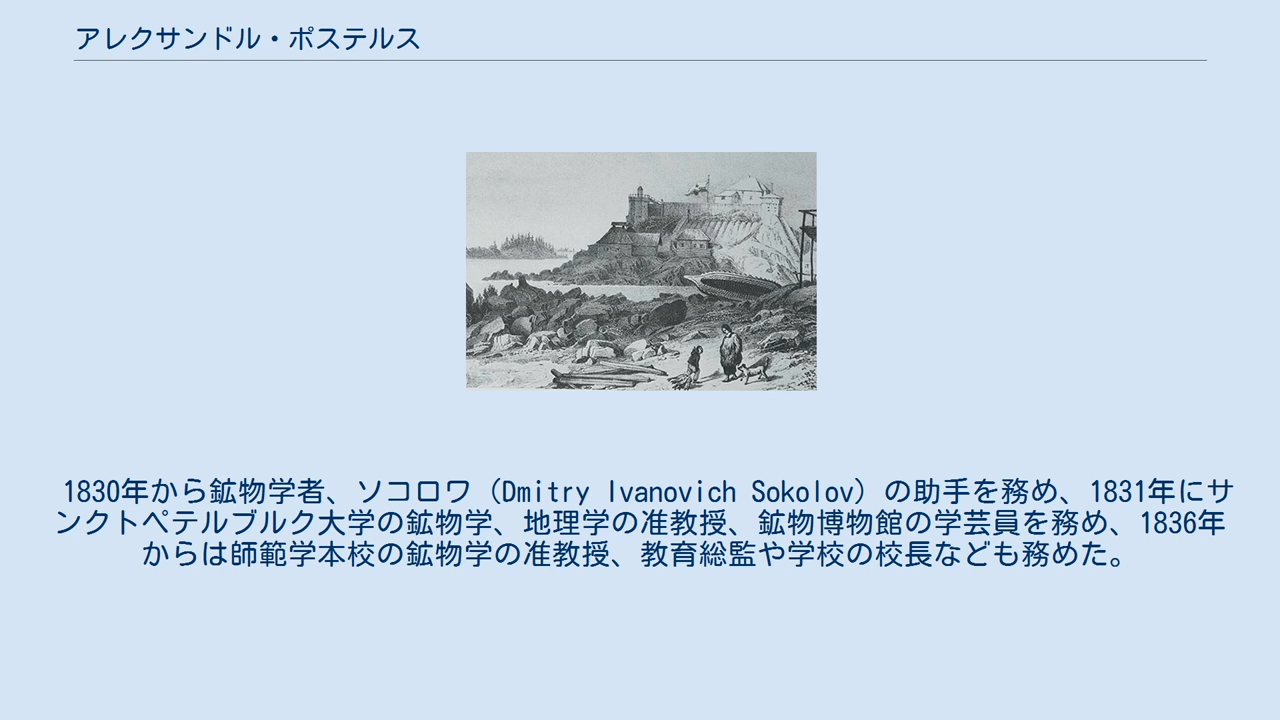 アレクサンドル・ポステルス
1830年から鉱物学者、ソコロワ（Dmitry Ivanovich Sokolov）の助手を務め、1831年にサ
ンクトペテルブルク大学の鉱物学、地理学の准教授、鉱物博物館の学芸員を務め、1836年
からは師範学本校の鉱物学の准教授、教育総監や学校の校長なども務めた。